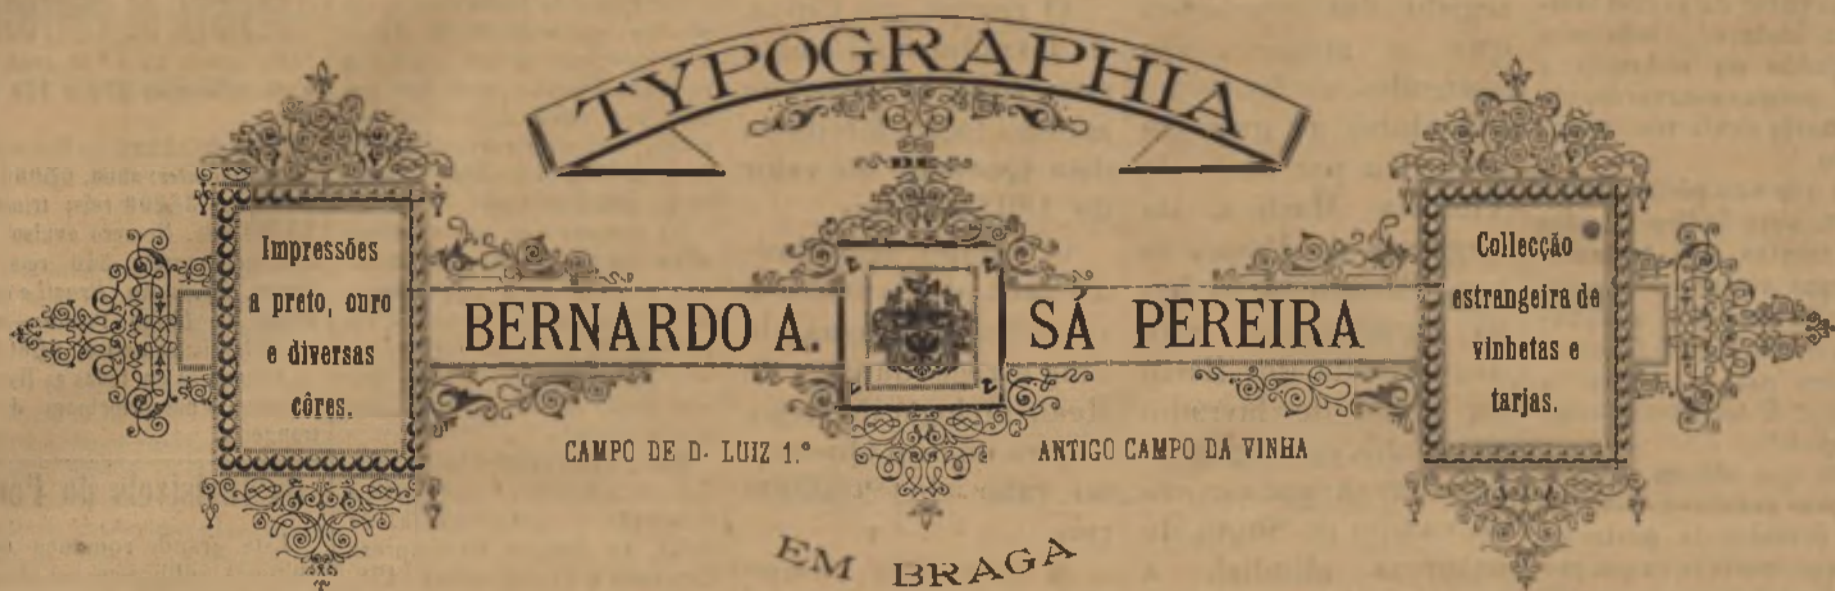 TYPOGRAPHIA
DE
Impressões
a preto, ouro
e diversas
côres.
BERNARDO A. SÁ PEREIRA
Collecção
estrangeira de
vinhetas e
tarjas.
CAMPO DE D. LUIZ 1.º
ANTIGO CAMPO DA VINHA
EM BRAGA